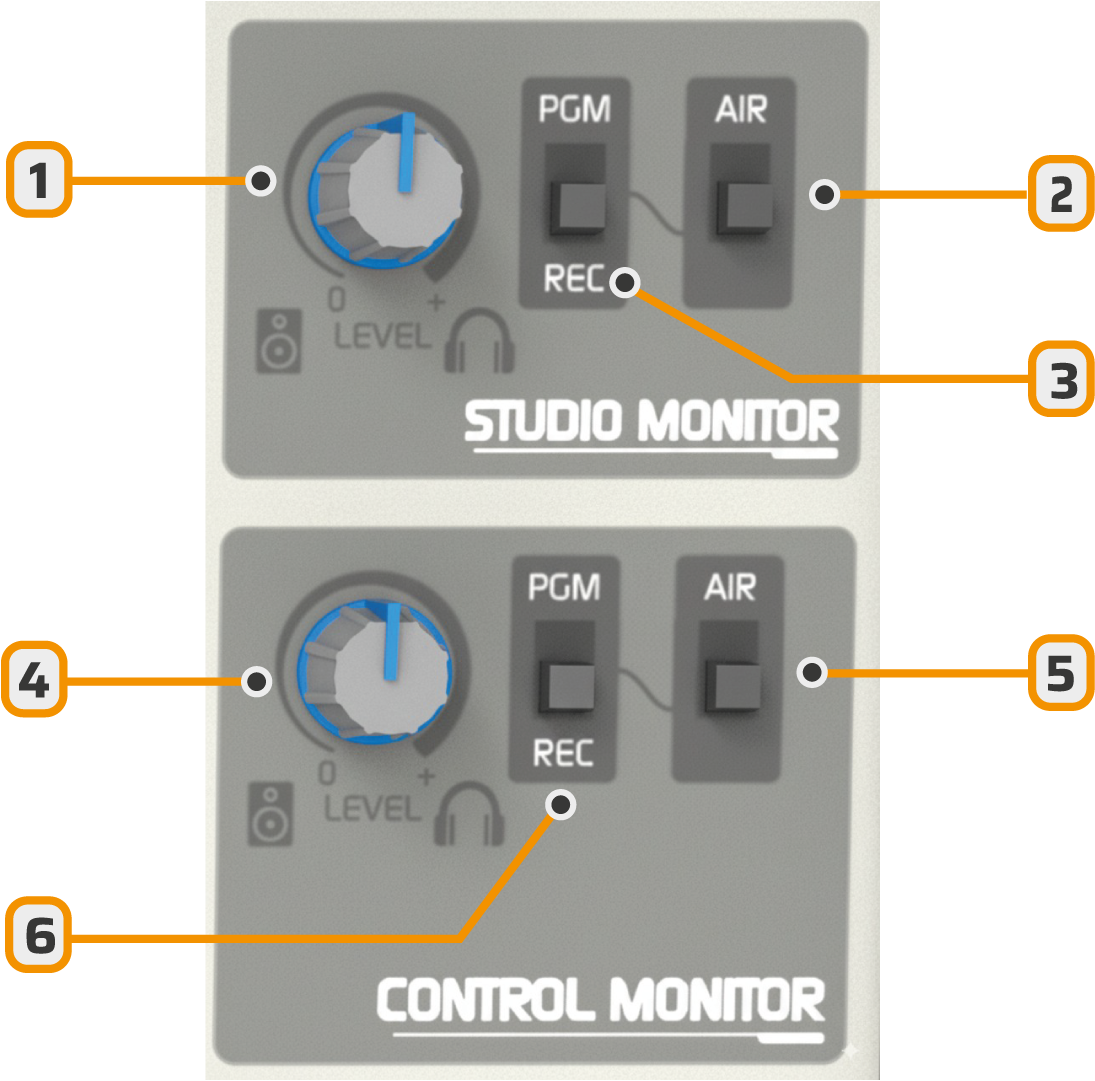 PGM
AIR
1
2
REC
3
0
+
LEVEL
STUDIO MONITOR
PGM
AIR
4
5
REC
0
+
LEVEL
6
CONTROL MONITOR